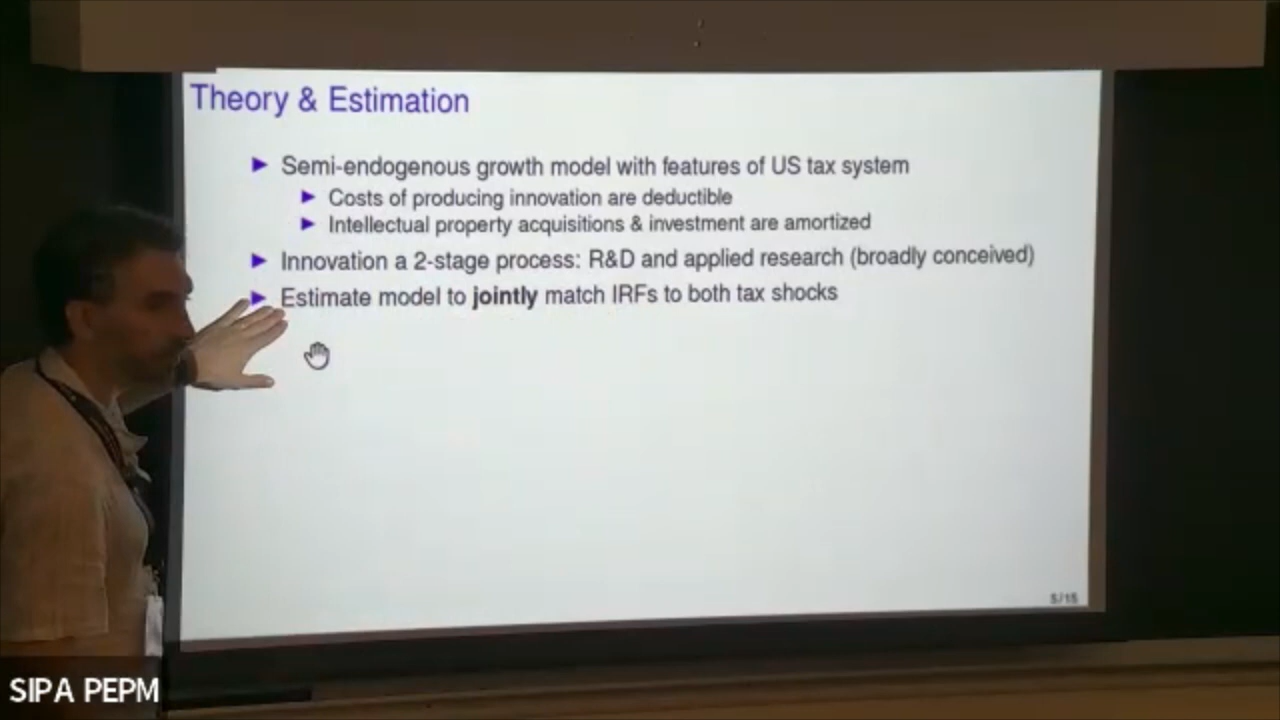 Theory & Estimation
► Semi-endogenous growth model with features of US tax system
► Costs of producing innovation are deductible
► Intellectual property acquisitions & investment are amortized
► Innovation a 2-stage process: R&D and applied research (broadly conceived)
► Estimate model to jointly match IRFs to both tax shocks
5/15
SIPA PEPM